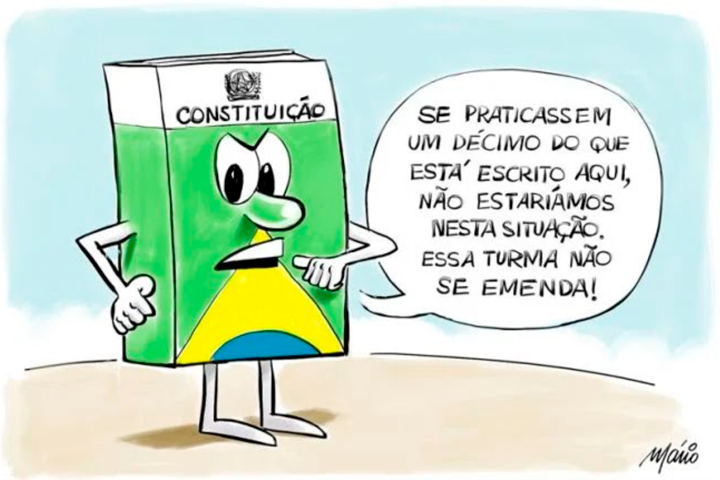 CONSTITUIÇÃO
SE PRATICASSEM
UM DÉCIMO DO QUE
ESTÁ ESCRITO AQUI,
NÃO ESTARIÁMOS
NESTA SITUAÇÃO.
ESSA TURMA NÃO
SE EMENDA!
Mário